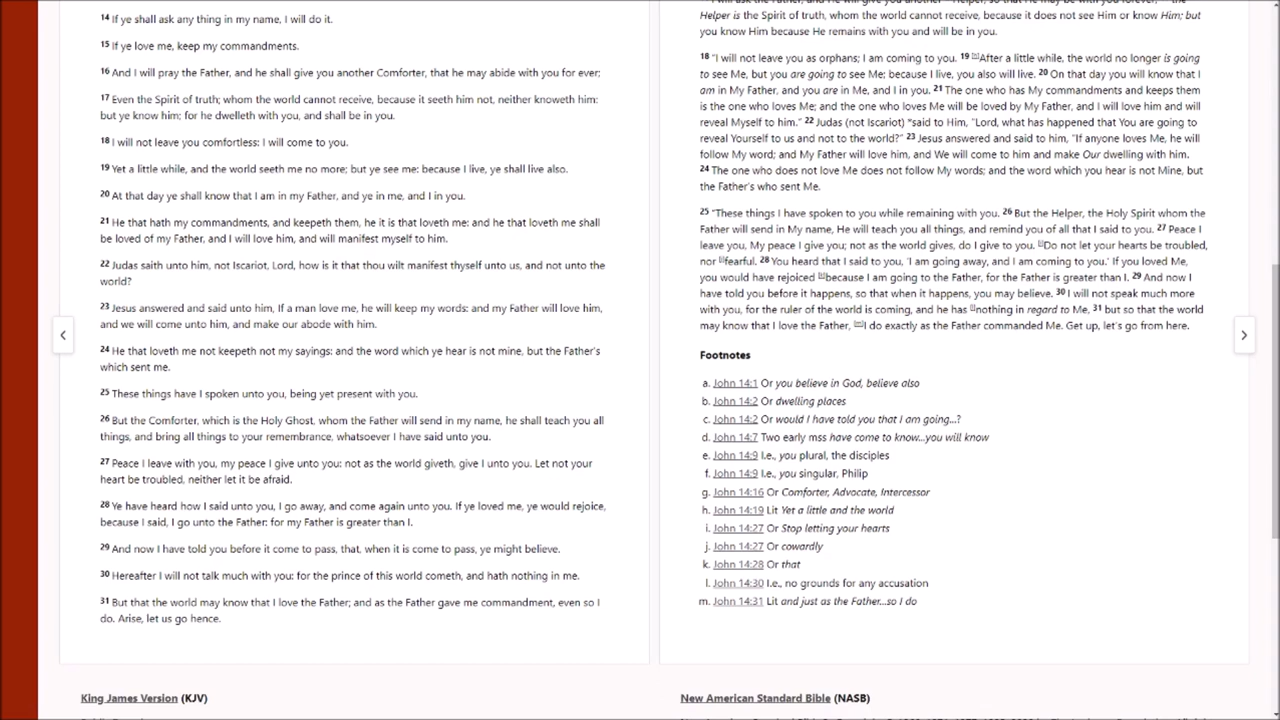 14 If ye shall ask any thing in my name, I will do it.
15 If ye love me, keep my commandments.
16 And I will pray the Father, and he shall give you another Comforter, that he may abide with you for ever;
17 Even the Spirit of truth; whom the world cannot receive, because it seeth him not, neither knoweth him:
but ye know him; for he dwelleth with you, and shall be in you.
18 I will not leave you comfortless: I will come to you.
19 Yet a little while, and the world seeth me no more; but ye see me: because I live, ye shall live also.
20 At that day ye shall know that I am in my Father, and ye in me, and I in you.
21 He that hath my commandments, and keepeth them, he it is that loveth me: and he that loveth me shall
be loved of my Father, and I will love him, and will manifest myself to him.
22 Judas saith unto him, not Iscariot, Lord, how is it that thou wilt manifest thyself unto us, and not unto the
world?
23 Jesus answered and said unto him, If a man love me, he will keep my words: and my Father will love him,
and we will come unto him, and make our abode with him.
24 He that loveth me not keepeth not my sayings: and the word which ye hear is not mine, but the Father's
which sent me.
25 These things have I spoken unto you, being yet present with you.
26 But the Comforter, which is the Holy Ghost, whom the Father will send in my name, he shall teach you all
things, and bring all things to your remembrance, whatsoever I have said unto you.
27 Peace I leave with you, my peace I give unto you: not as the world giveth, give I unto you. Let not your
heart be troubled, neither let it be afraid.
28 Ye have heard how I said unto you, I go away, and come again unto you. If ye loved me, ye would rejoice,
because I said, I go unto the Father: for my Father is greater than I.
29 And now I have told you before it come to pass, that, when it is come to pass, ye might believe.
30 Hereafter I will not talk much with you: for the prince of this world cometh, and hath nothing in me.
31 But that the world may know that I love the Father; and as the Father gave me commandment, even so I
do. Arise, let us go hence.
King James Version (KJV)
Helper is the Spirit of truth, whom the world cannot receive, because it does not see Him or know Him; but
you know Him because He remains with you and will be in you.
18 "I will not leave you as orphans; I am coming to you. 19 [h]After a little while, the world no longer is going
to see Me, but you are going to see Me; because I live, you also will live. 20 On that day you will know that I
am in My Father, and you are in Me, and I in you. 21 The one who has My commandments and keeps them
is the one who loves Me; and the one who loves Me will be loved by My Father, and I will love him and will
reveal Myself to him." 22 Judas (not Iscariot) *said to Him, "Lord, what has happened that You are going to
reveal Yourself to us and not to the world?" 23 Jesus answered and said to him, "If anyone loves Me, he will
follow My word; and My Father will love him, and We will come to him and make Our dwelling with him.
24 The one who does not love Me does not follow My words; and the word which you hear is not Mine, but
the Father's who sent Me.
25 "These things I have spoken to you while remaining with you. 26 But the Helper, the Holy Spirit whom the
Father will send in My name, He will teach you all things, and remind you of all that I said to you. 27 Peace I
leave you, My peace I give you; not as the world gives, do I give to you. [i]Do not let your hearts be troubled,
nor [j]fearful. 28 You heard that I said to you, 'I am going away, and I am coming to you.' If you loved Me,
you would have rejoiced [k]because I am going to the Father, for the Father is greater than I. 29 And now I
have told you before it happens, so that when it happens, you may believe. 30 I will not speak much more
with you, for the ruler of the world is coming, and he has [l]nothing in regard to Me, 31 but so that the world
may know that I love the Father, [m]I do exactly as the Father commanded Me. Get up, let's go from here.
Footnotes
a. John 14:1 Or you believe in God, believe also
b. John 14:2 Or dwelling places
c. John 14:2 Or would I have told you that I am going...?
d. John 14:7 Two early mss have come to know...you will know
e. John 14:9 I.e., you plural, the disciples
f. John 14:9 I.e., you singular, Philip
g. John 14:16 Or Comforter, Advocate, Intercessor
h. John 14:19 Lit Yet a little and the world
i. John 14:27 Or Stop letting your hearts
j. John 14:27 Or cowardly
k. John 14:28 Or that
l. John 14:30 I.e., no grounds for any accusation
m. John 14:31 Lit and just as the Father...so I do
New American Standard Bible (NASB)